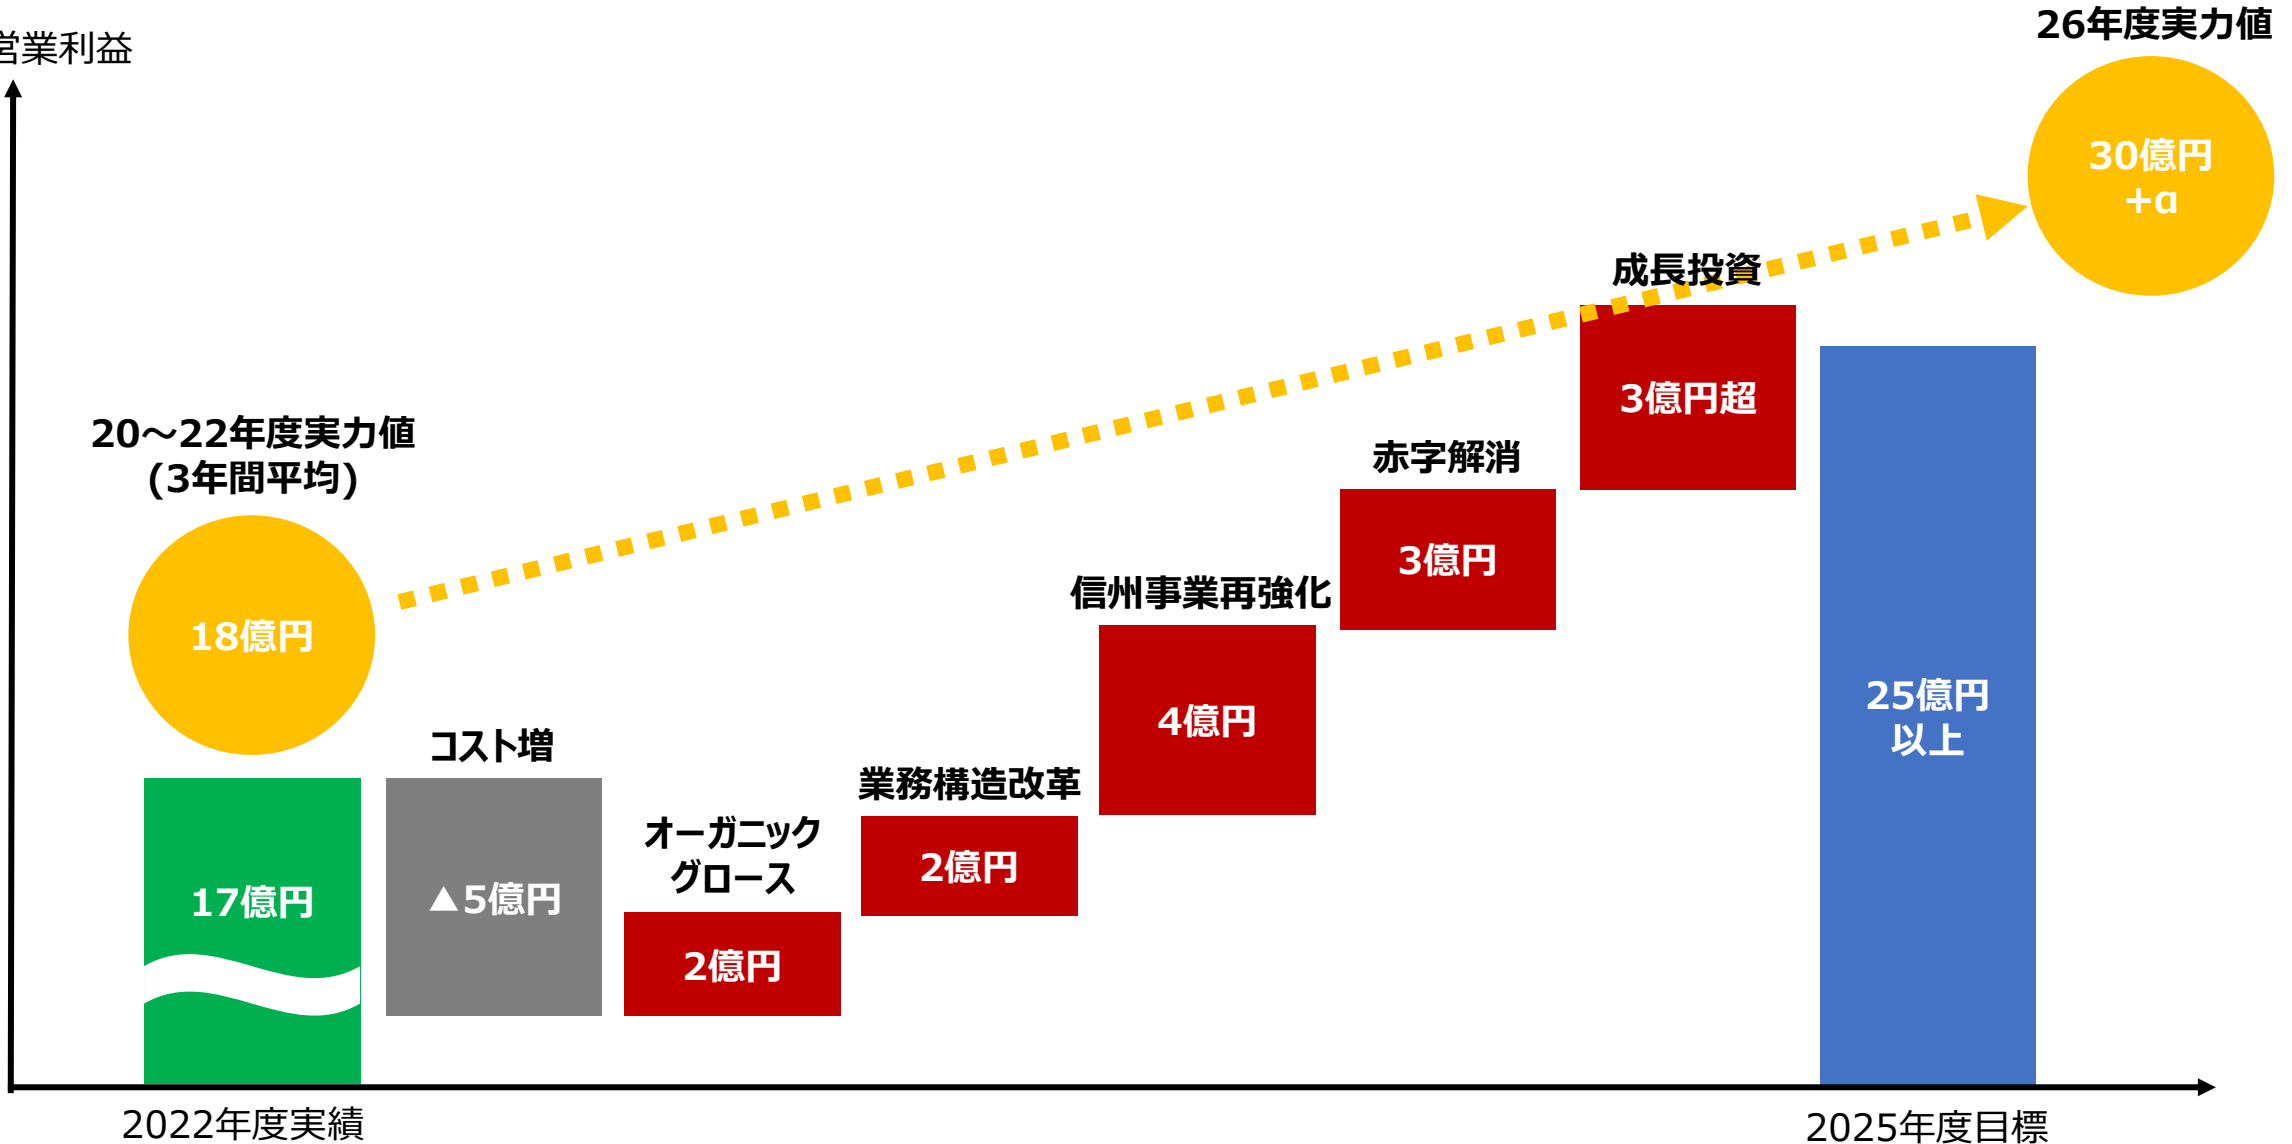 営業利益
26年度実力値
30億円
+α
成長投資
3億円超
20～22年度実力値
(3年間平均)
18億円
赤字解消
3億円
信州事業再強化
4億円
25億円
以上
コスト増
▲5億円
業務構造改革
2億円
オーガニック
グロース
2億円
17億円
2022年度実績
2025年度目標